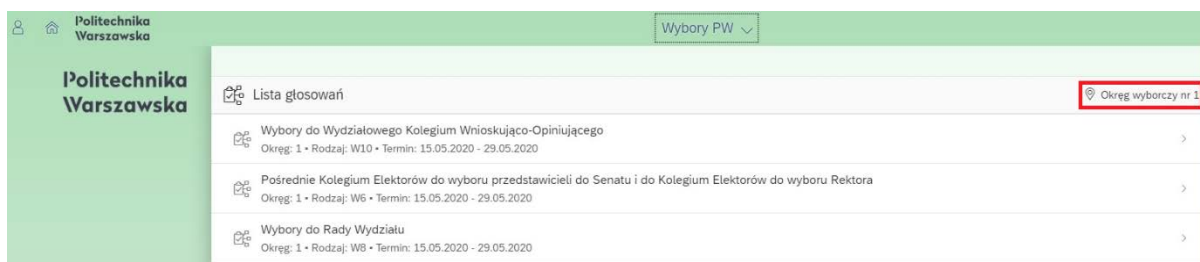 Politechnika
Warszawska
Wybory PW
Politechnika
Warszawska
Lista głosowań
Okręg wyborczy nr 1
Wybory do Wydziałowego Kolegium Wnioskująco-Opiniującego
Okręg: 1 • Rodzaj: W10 • Termin: 15.05.2020 - 29.05.2020
Pośrednie Kolegium Elektorów do wyboru przedstawicieli do Senatu i do Kolegium Elektorów do wyboru Rektora
Okręg: 1 • Rodzaj: W6 • Termin: 15.05.2020 - 29.05.2020
Wybory do Rady Wydziału
Okręg: 1 • Rodzaj: W8 • Termin: 15.05.2020 - 29.05.2020